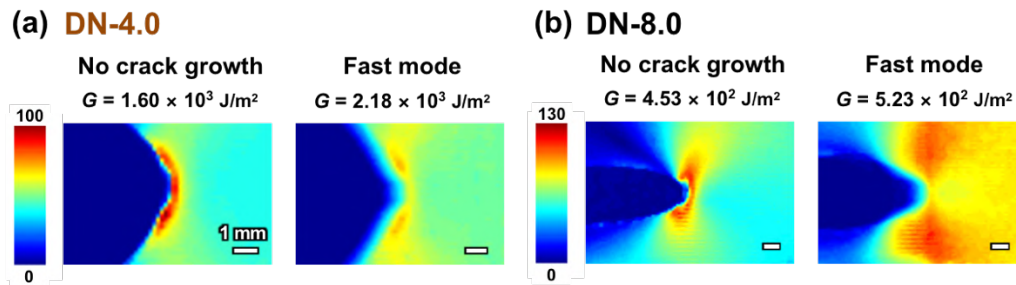 (a) DN-4.0
No crack growth
G = 1.60 × 10³ J/m²
Fast mode
G = 2.18 × 10³ J/m²
100
0
1 mm
(b) DN-8.0
No crack growth
G = 4.53 × 10² J/m²
Fast mode
G = 5.23 × 10² J/m²
130
0